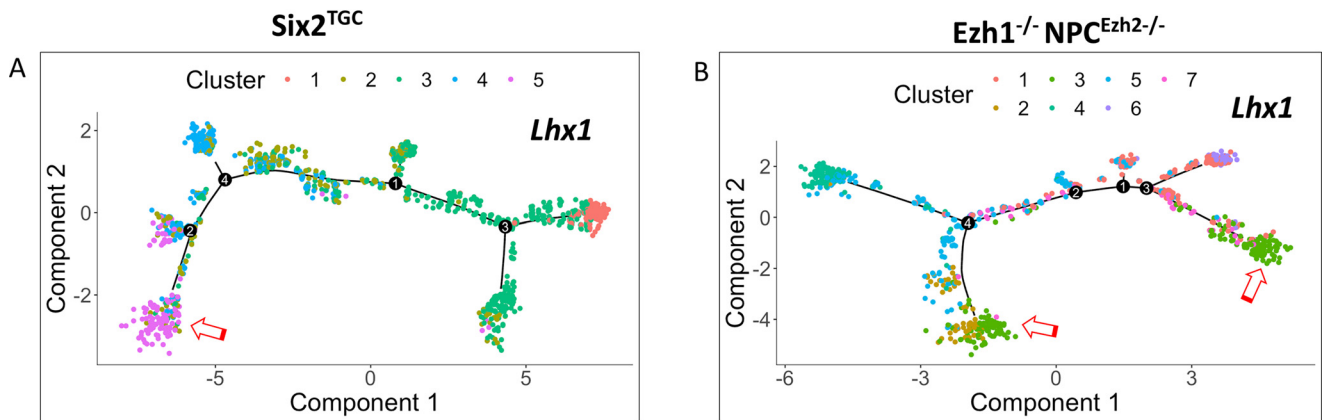 Six2TGC
Ezh1-/- NPCEzh2-/-
A
Cluster 1 2 3 4 5
Lhx1
2
0
-2
Component 2
-5 0 5
Component 1
4
2
1
3
B
Cluster
1 3 5 7
2 4 6
Lhx1
2
0
-2
-4
Component 2
-6 -3 0 3
Component 1
4
2
1
3